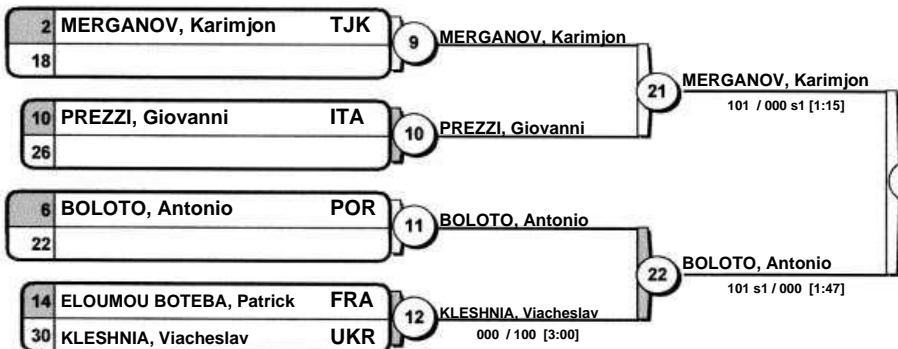 2 MERGANOV, Karimjon TJK
18
9 MERGANOV, Karimjon
10 PREZZI, Giovanni ITA
26
10 PREZZI, Giovanni
21 MERGANOV, Karimjon
101 / 000 s1 [1:15]
6 BOLOTO, Antonio POR
22
11 BOLOTO, Antonio
14 ELOUMOU BOTEBA, Patrick FRA
30 KLESHNIA, Viacheslav UKR
12 KLESHNIA, Viacheslav
000 / 100 [3:00]
22 BOLOTO, Antonio
101 s1 / 000 [1:47]